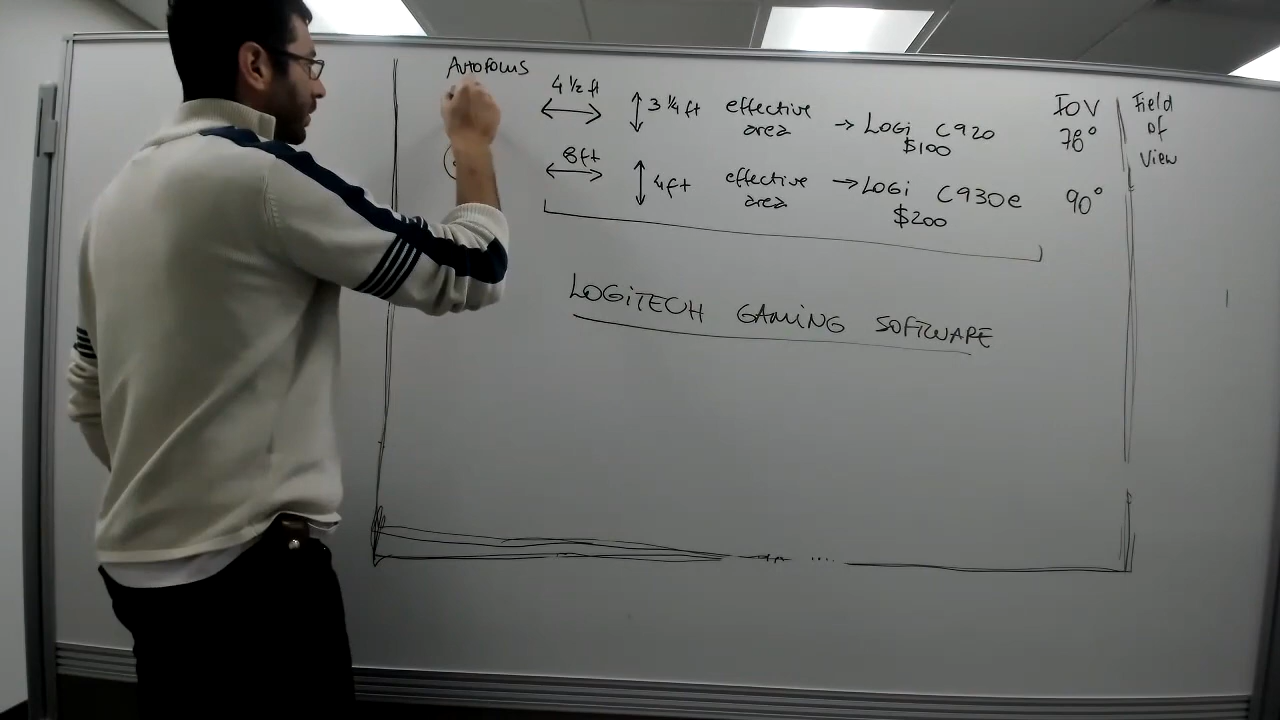 Autofocus
4 1/2 ft 3 1/4 ft effective area → Logi C920 $100
IOV 78°
8ft 4ft effective area → Logi C930e $200
90°
Field
of
View
LOGiTECH GAMiNG SOFTWARE